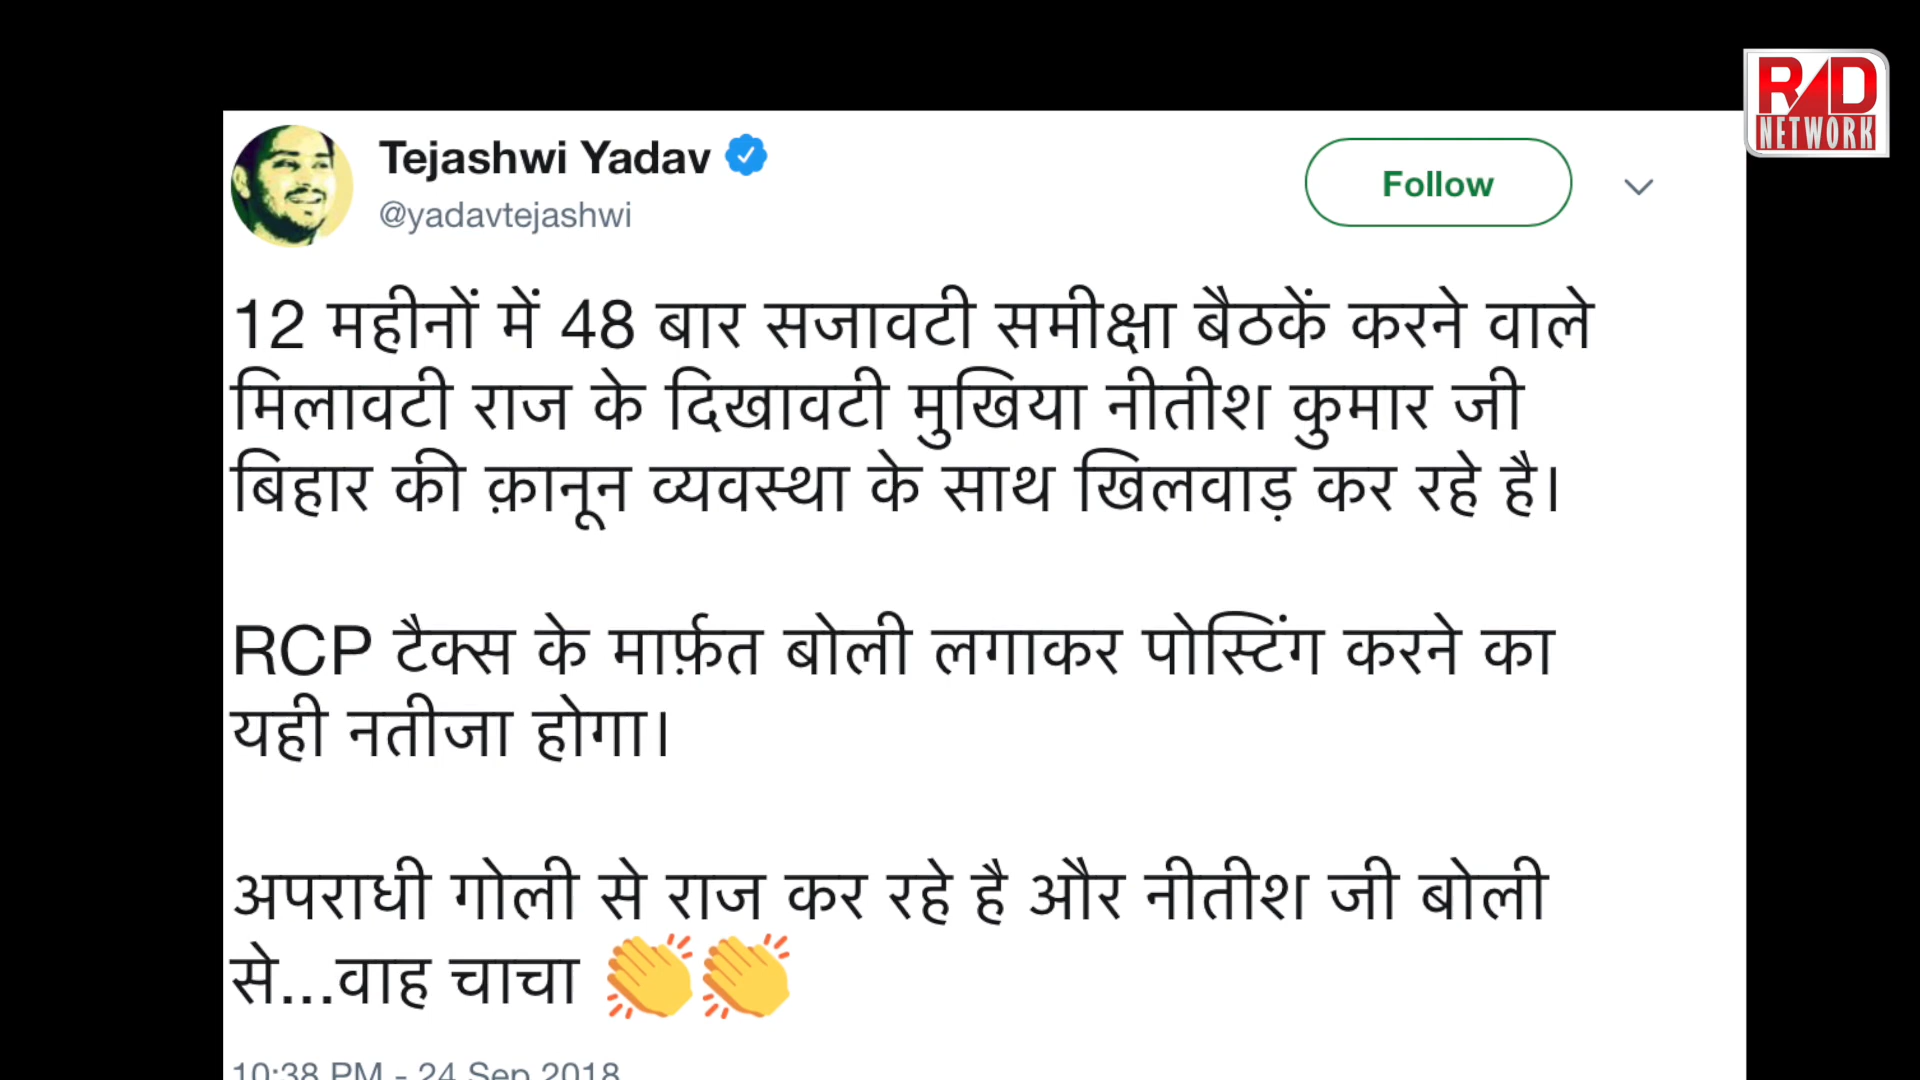 R/D
NETWORK
Tejashwi Yadav
@yadavtejashwi
Follow
12 महीनों में 48 बार सजावटी समीक्षा बैठकें करने वाले
मिलावटी राज के दिखावटी मुखिया नीतीश कुमार जी
बिहार की क़ानून व्यवस्था के साथ खिलवाड़ कर रहे है।
RCP टैक्स के मार्फ़त बोली लगाकर पोस्टिंग करने का
यही नतीजा होगा।
अपराधी गोली से राज कर रहे है और नीतीश जी बोली
से...वाह चाचा 👏👏
10:38 PM - 24 Sep 2018